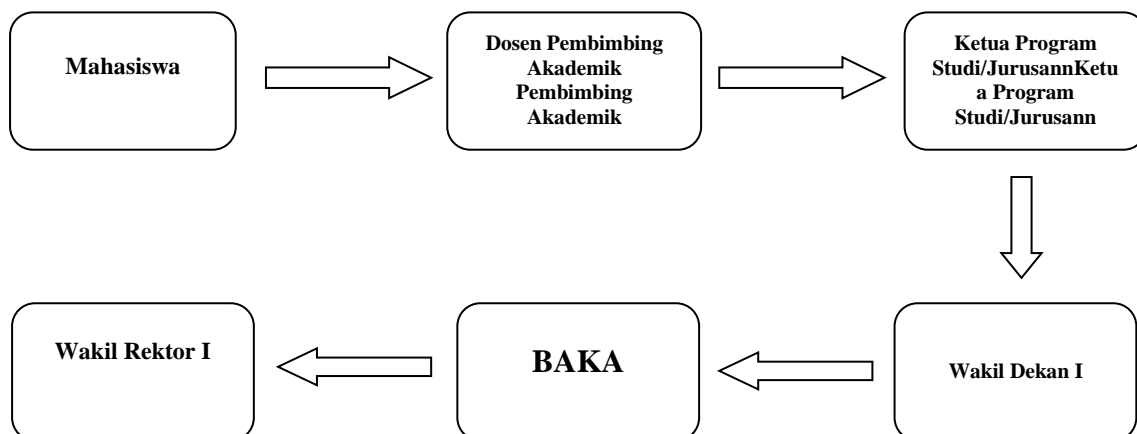 Mahasiswa
Dosen Pembimbing
Akademik
Pembimbing
Akademik
Ketua Program
Studi/JurusannKetu
a Program
Studi/Jurusann
Wakil Rektor I
BAKA
Wakil Dekan I